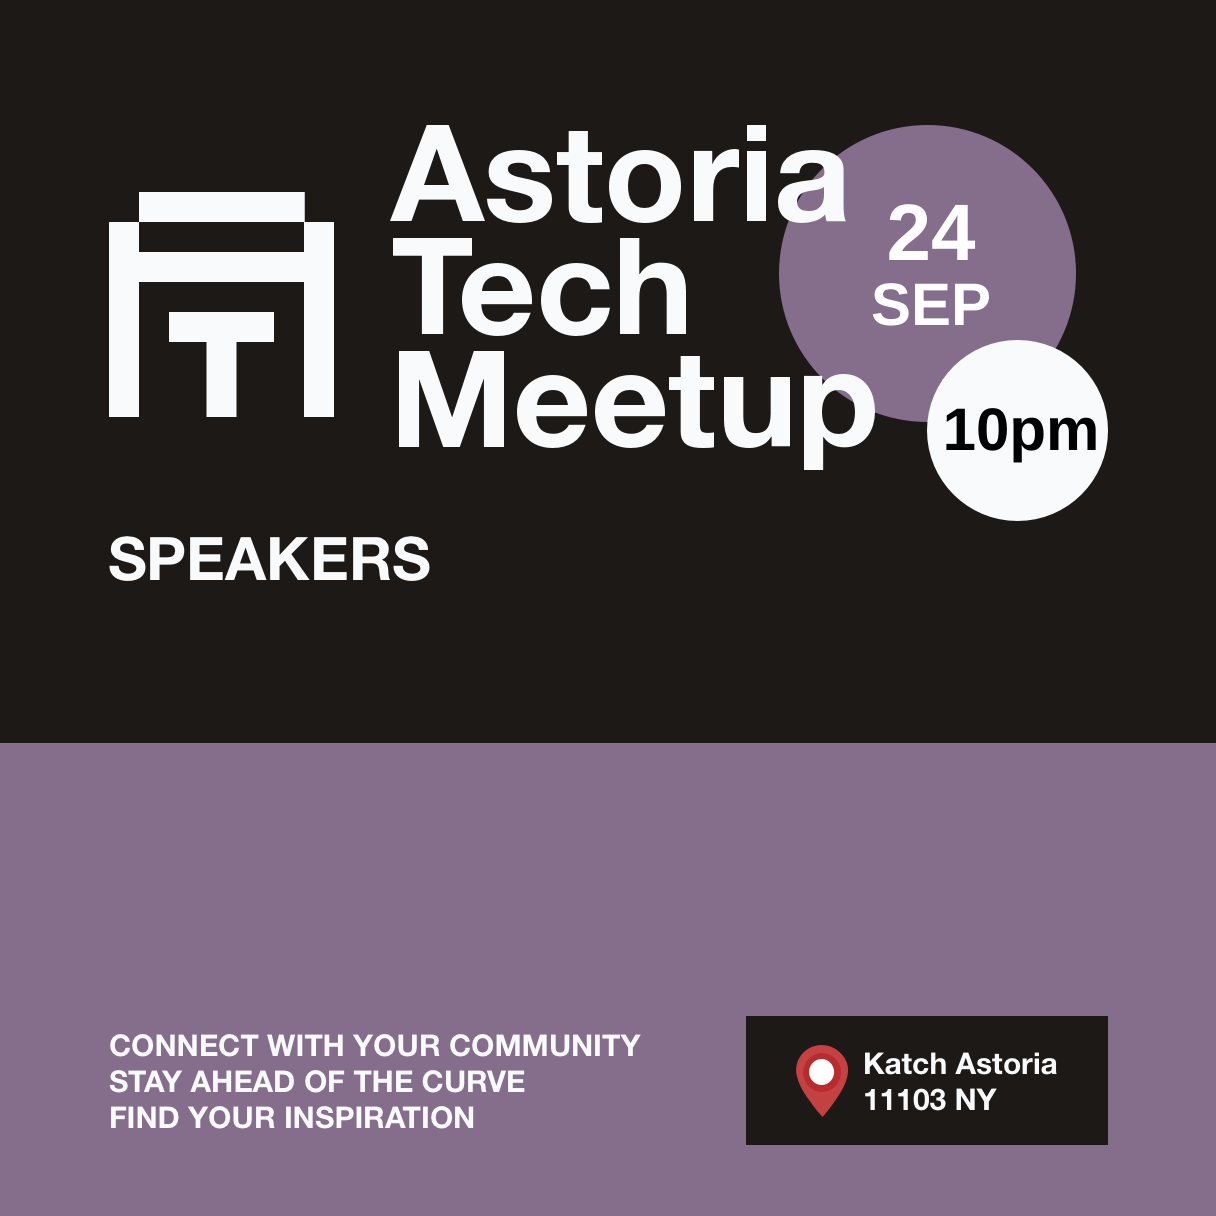 Astoria
Tech
Meetup
24
SEP
10pm
SPEAKERS
CONNECT WITH YOUR COMMUNITY
STAY AHEAD OF THE CURVE
FIND YOUR INSPIRATION
Katch Astoria
11103 NY